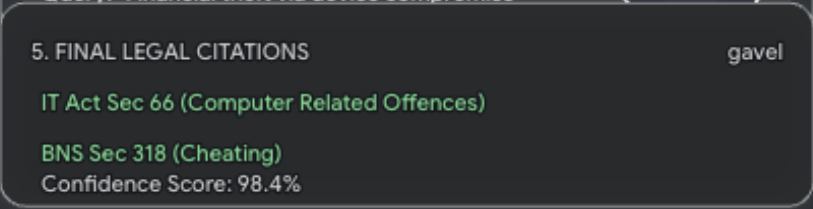 5. FINAL LEGAL CITATIONS gavel
IT Act Sec 66 (Computer Related Offences)
BNS Sec 318 (Cheating)
Confidence Score: 98.4%